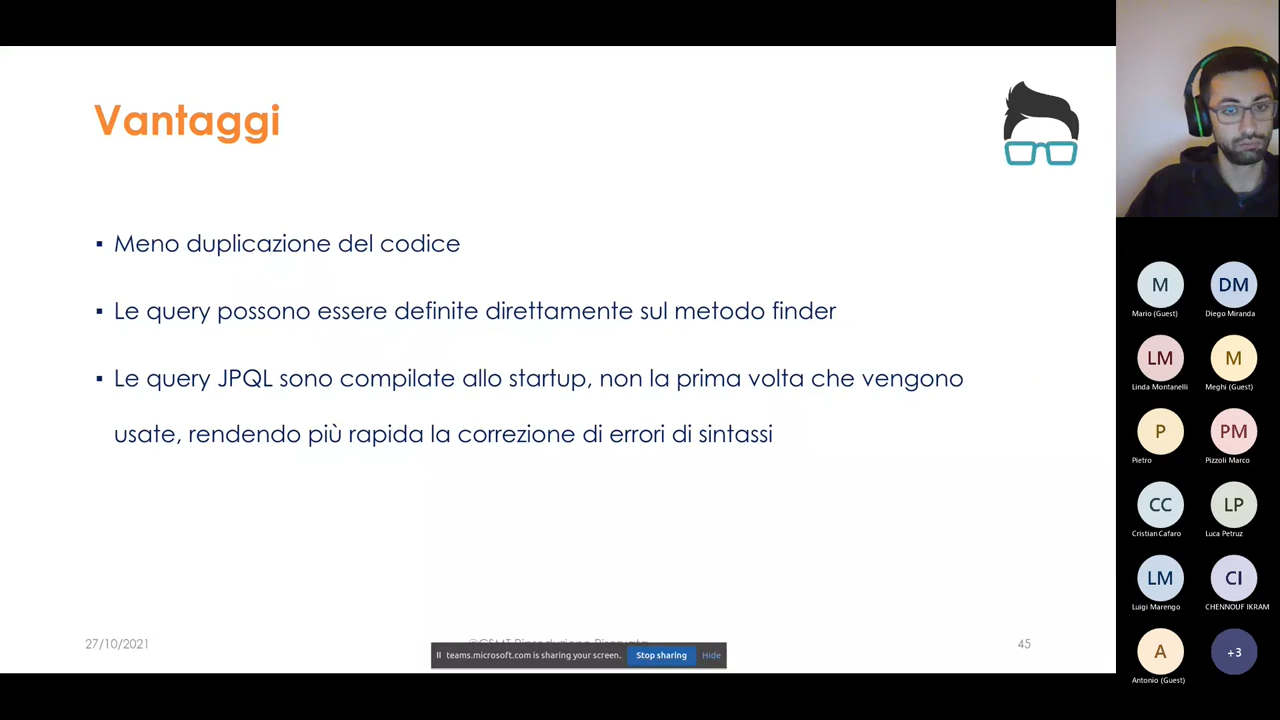 Vantaggi
▪ Meno duplicazione del codice
▪ Le query possono essere definite direttamente sul metodo finder
▪ Le query JPQL sono compilate allo startup, non la prima volta che vengono
usate, rendendo più rapida la correzione di errori di sintassi
27/10/2021
45
teams.microsoft.com is sharing your screen. Stop sharing Hide
M DM
Mario (Guest) Diego Miranda
LM M
Linda Montanelli Meghi (Guest)
P PM
Pietro Pizzoli Marco
CC LP
Cristian Cafaro Luca Petruz
LM CI
Luigi Marengo CHENNOUF IKRAM
A +3
Antonio (Guest)